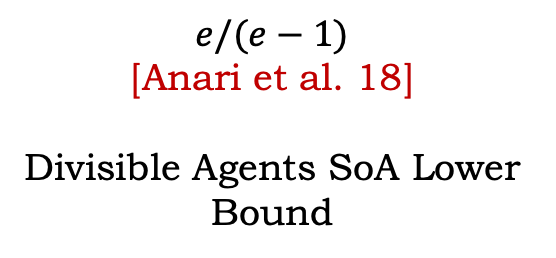 e/(e − 1)
[Anari et al. 18]
Divisible Agents SoA Lower
Bound